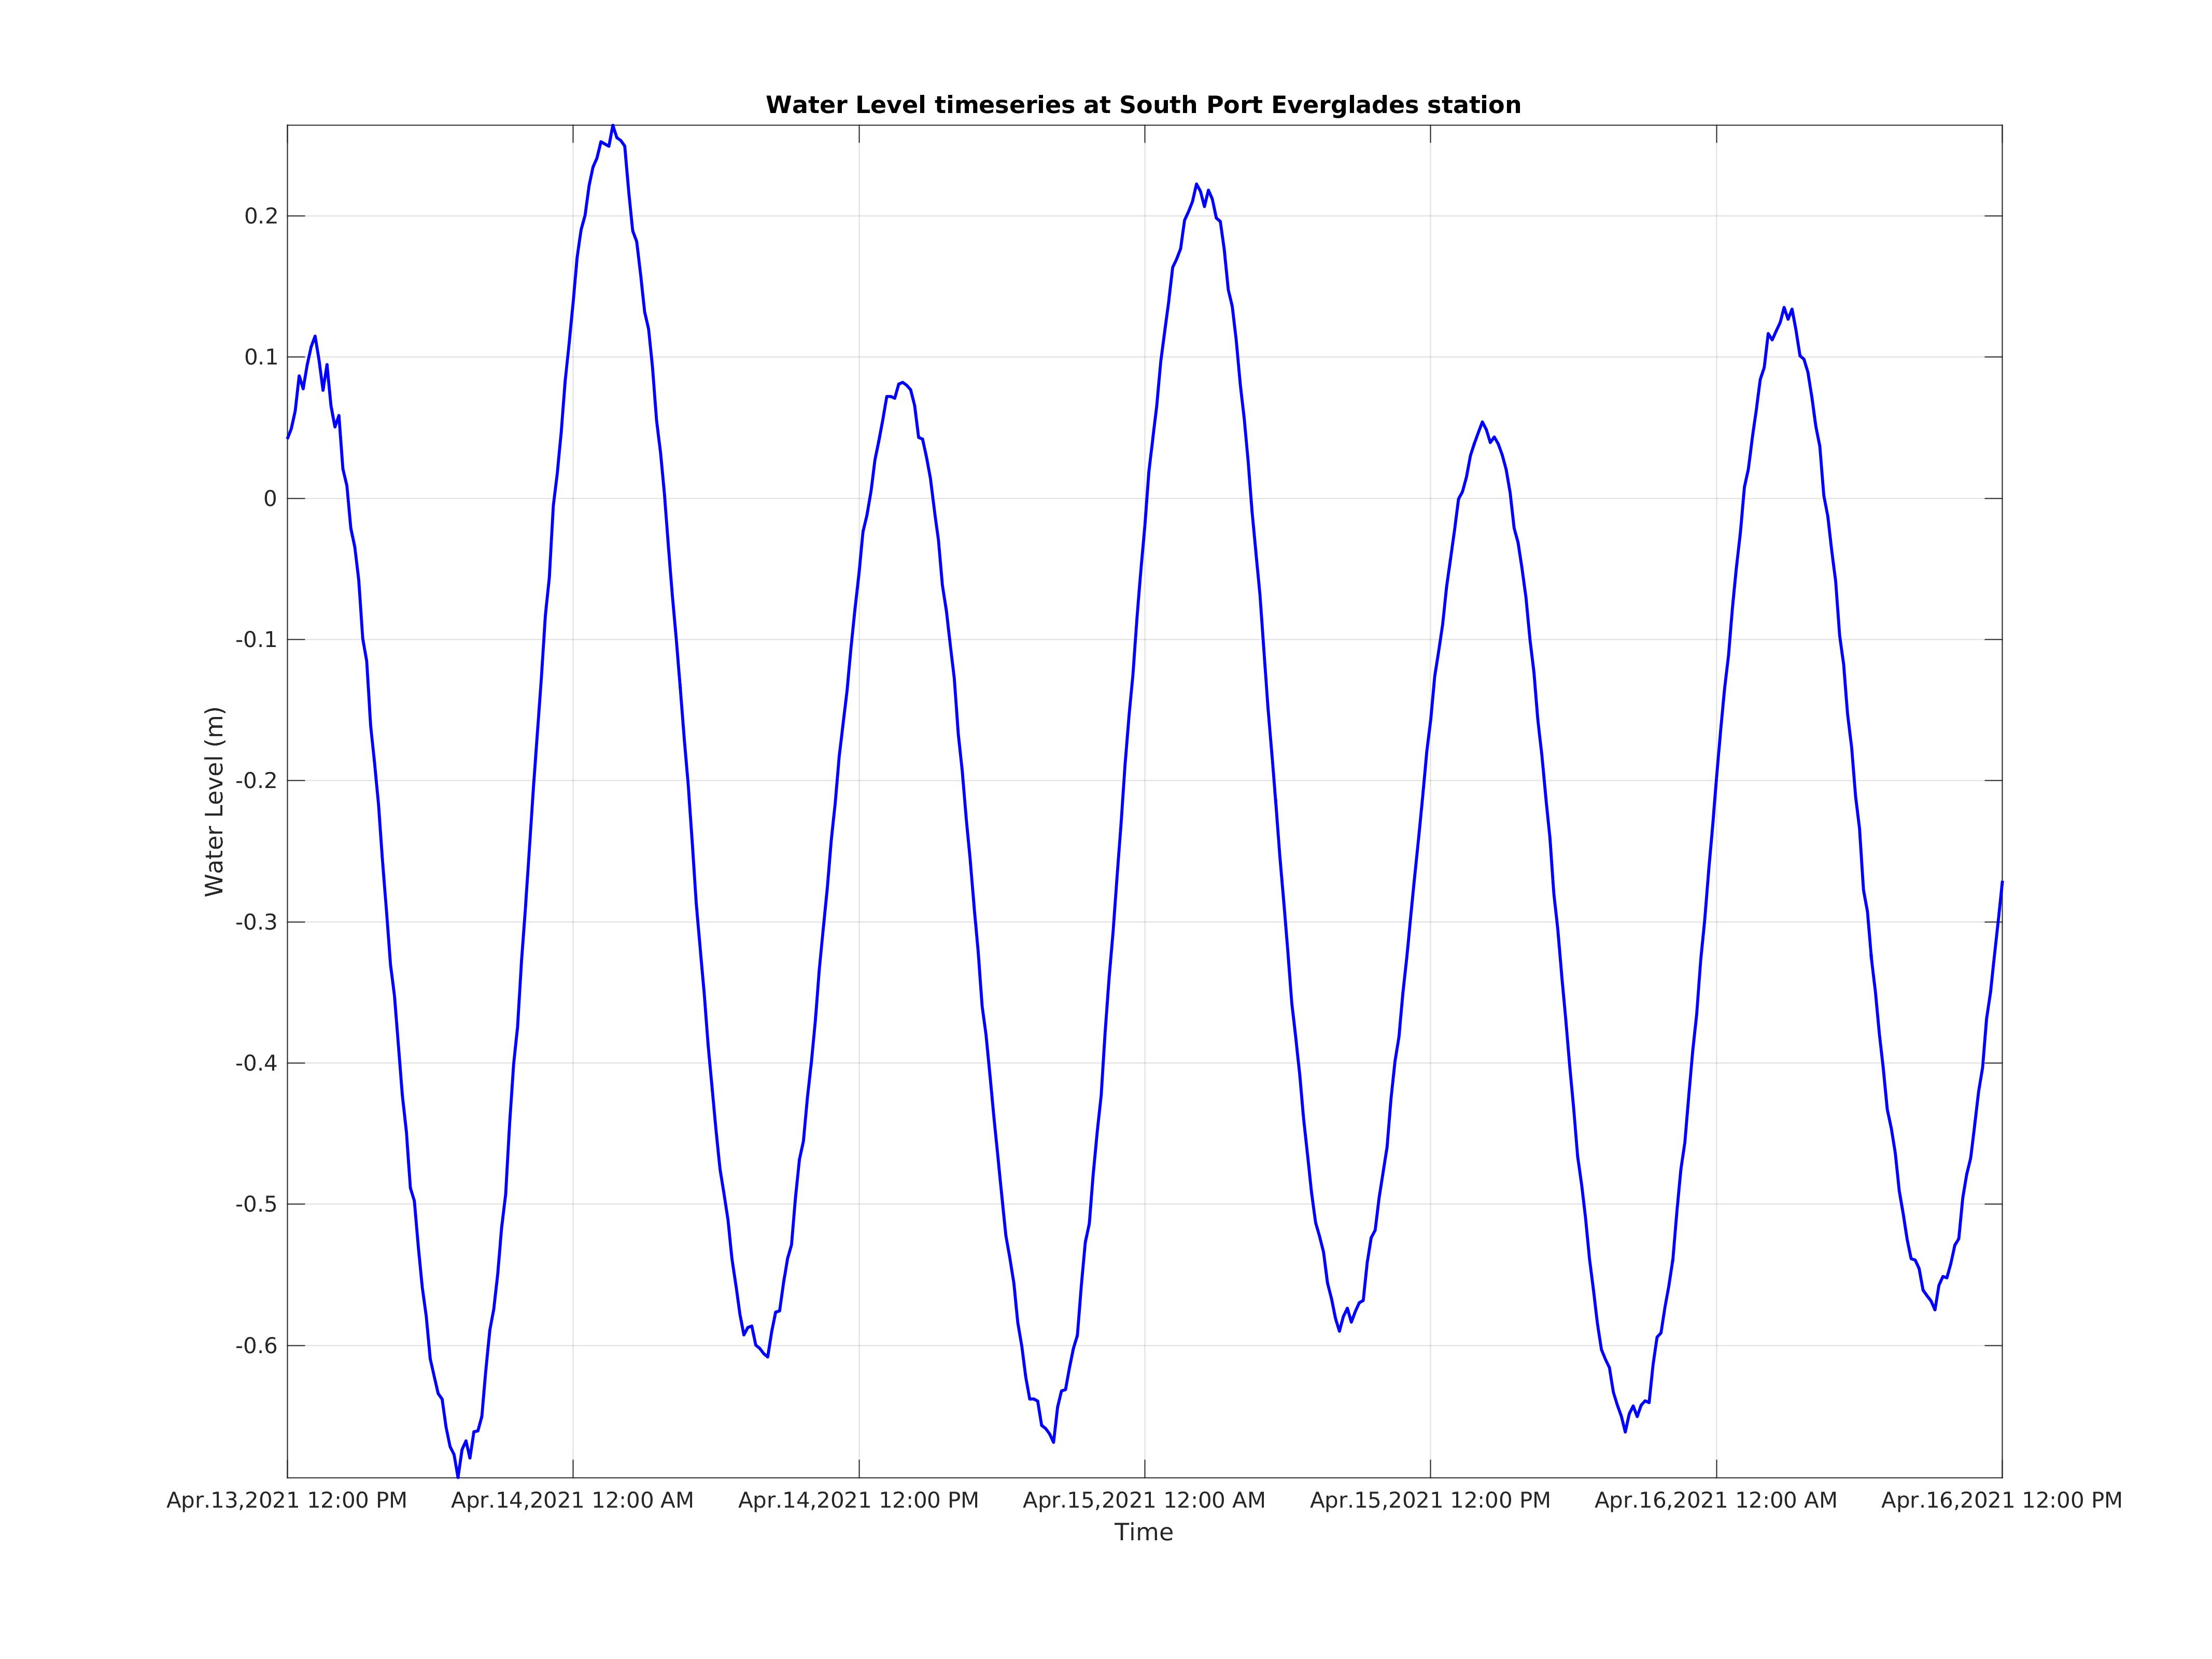 Water Level timeseries at South Port Everglades station
0.2
0.1
0
-0.1
-0.2
-0.3
-0.4
-0.5
-0.6
Water Level (m)
Apr.13,2021 12:00 PM Apr.14,2021 12:00 AM Apr.14,2021 12:00 PM Apr.15,2021 12:00 AM Apr.15,2021 12:00 PM Apr.16,2021 12:00 AM Apr.16,2021 12:00 PM
Time